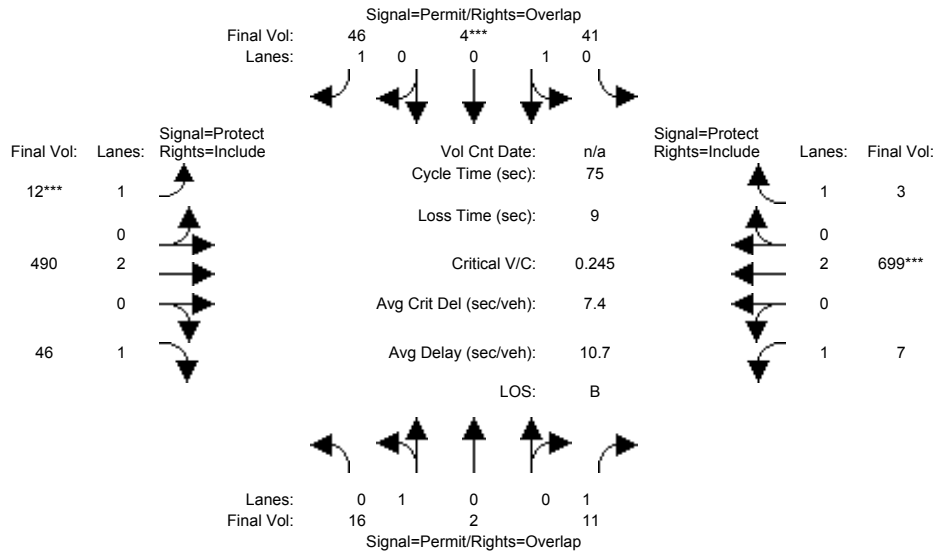 Signal=Permit/Rights=Overlap
Final Vol: 46 4*** 41
Lanes: 1 0 0 1 0
Signal=Protect Signal=Protect
Final Vol: Lanes: Rights=Include Vol Cnt Date: n/a Rights=Include Lanes: Final Vol:
Cycle Time (sec): 75
12*** 1 1 3
Loss Time (sec): 9
0 0
490 2 Critical V/C: 0.245 2 699***
0 Avg Crit Del (sec/veh): 7.4 0
46 1 Avg Delay (sec/veh): 10.7 1 7
LOS: B
Lanes: 0 1 0 0 1
Final Vol: 16 2 11
Signal=Permit/Rights=Overlap